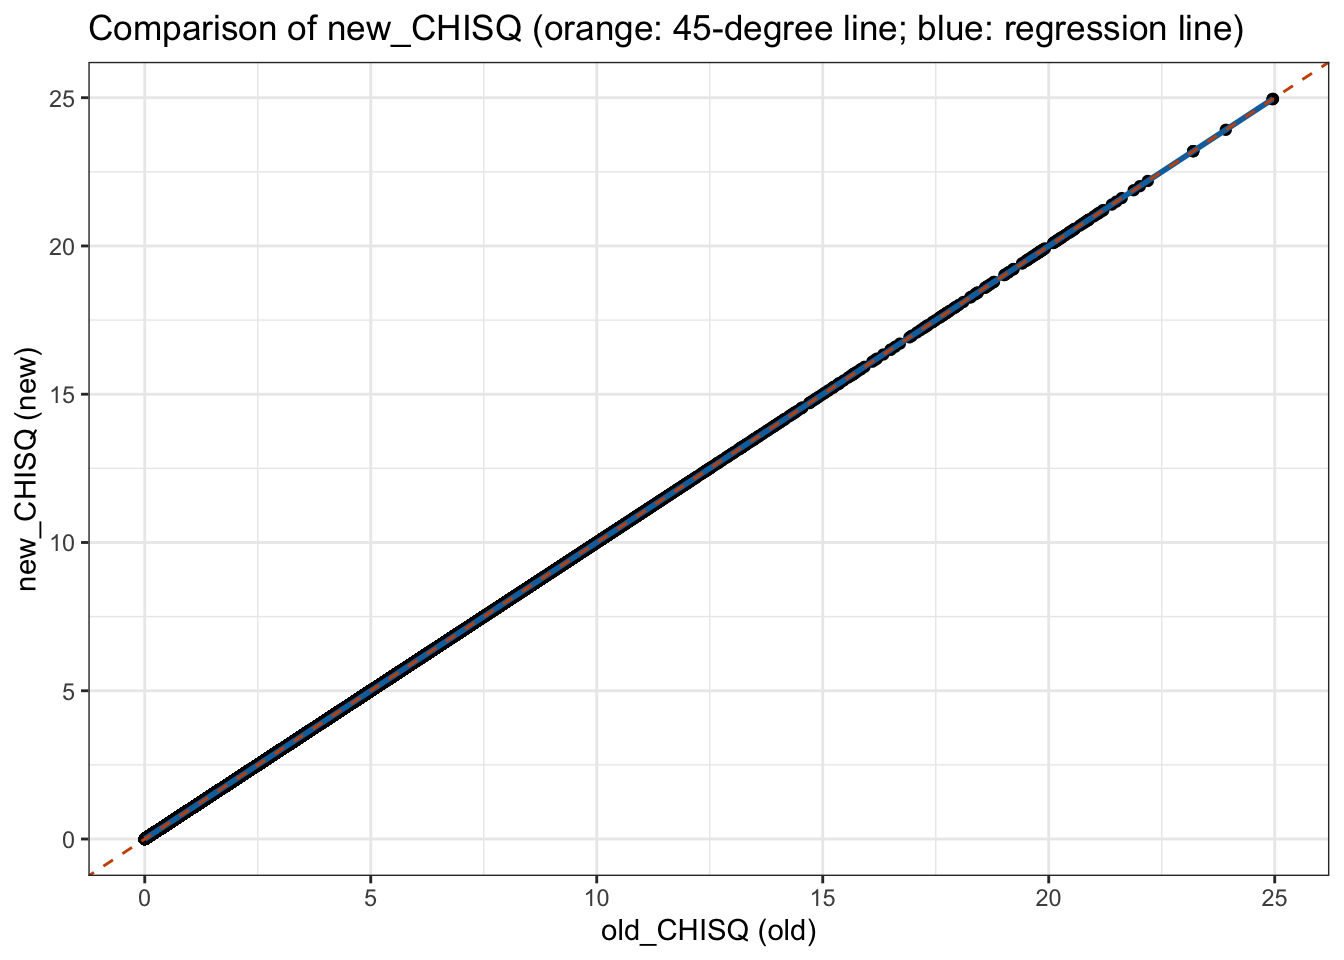 Comparison of new_CHISQ (orange: 45-degree line; blue: regression line)
25
20
15
10
5
0
new_CHISQ (new)
0 5 10 15 20 25
old_CHISQ (old)